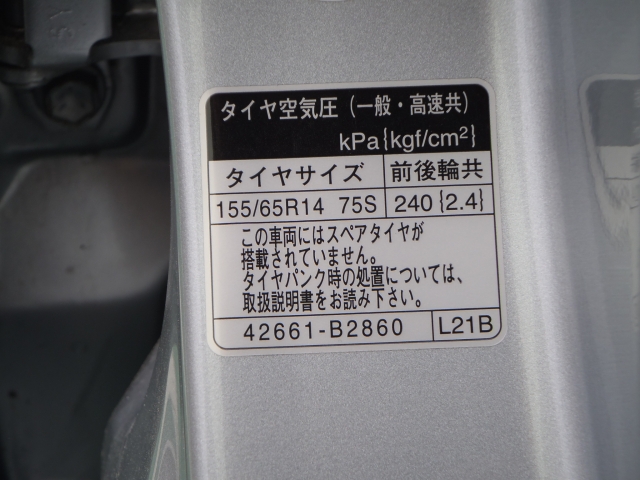 タイヤ空気圧（一般・高速共）
kPa{kgf/cm²}
タイヤサイズ 前後輪共
155/65R14 75S 240{2.4}
この車両にはスペアタイヤが
搭載されていません。
タイヤパンク時の処置については、
取扱説明書をお読み下さい。
42661-B2860 L21B